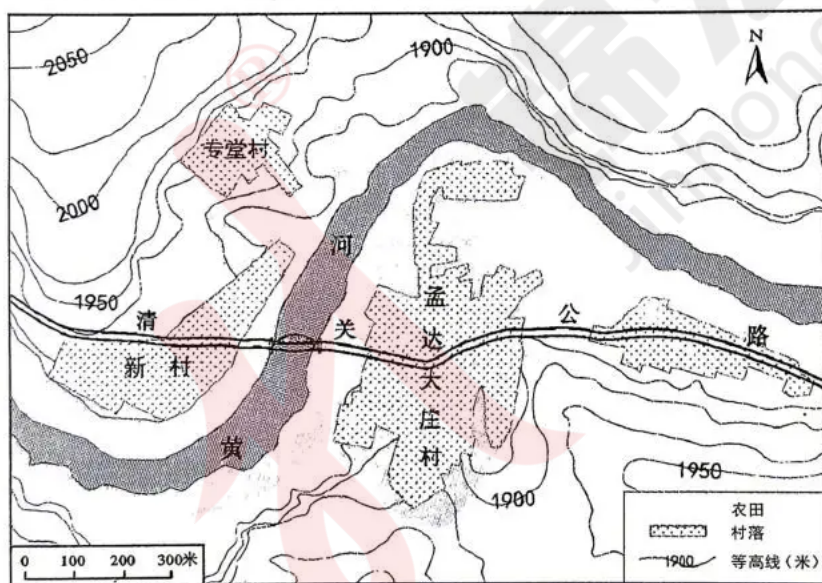 2050
1900
N
专堂村
2000
河
1950
清
关
孟达大庄村
公
路
新村
黄
1900
1950
农田
村落
1900 等高线(米)
0 100 200 300米
®
jinhong